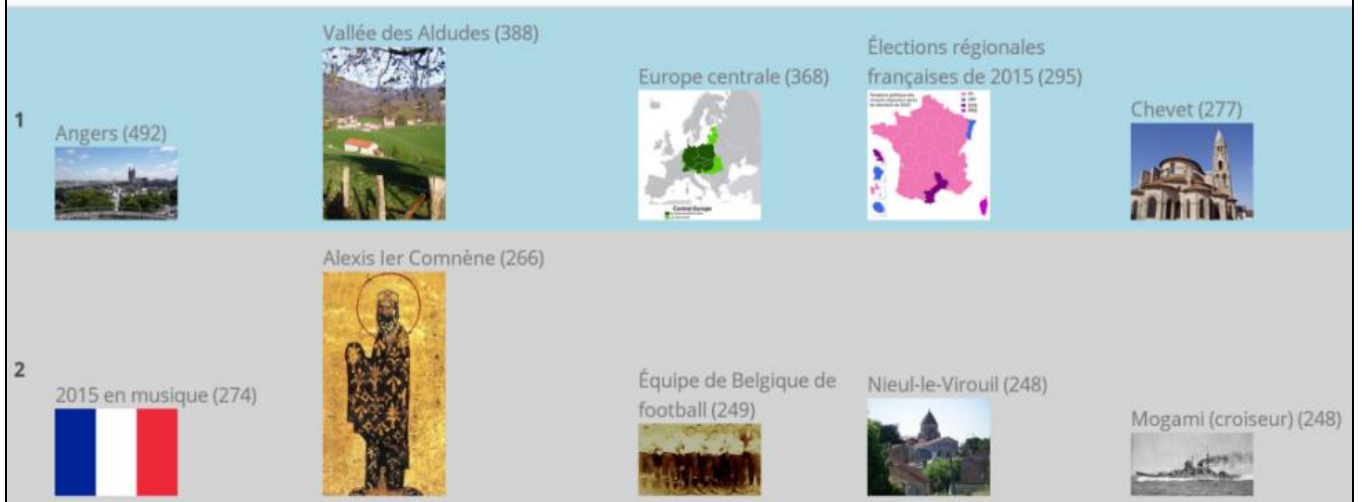 1
Angers (492)
Vallée des Aldudes (388)
Europe centrale (368)
Central Europe
Élections régionales
françaises de 2015 (295)
Chevet (277)
2
2015 en musique (274)
Alexis Ier Comnène (266)
Équipe de Belgique de
football (249)
Nieul-le-Virouil (248)
Mogami (croiseur) (248)